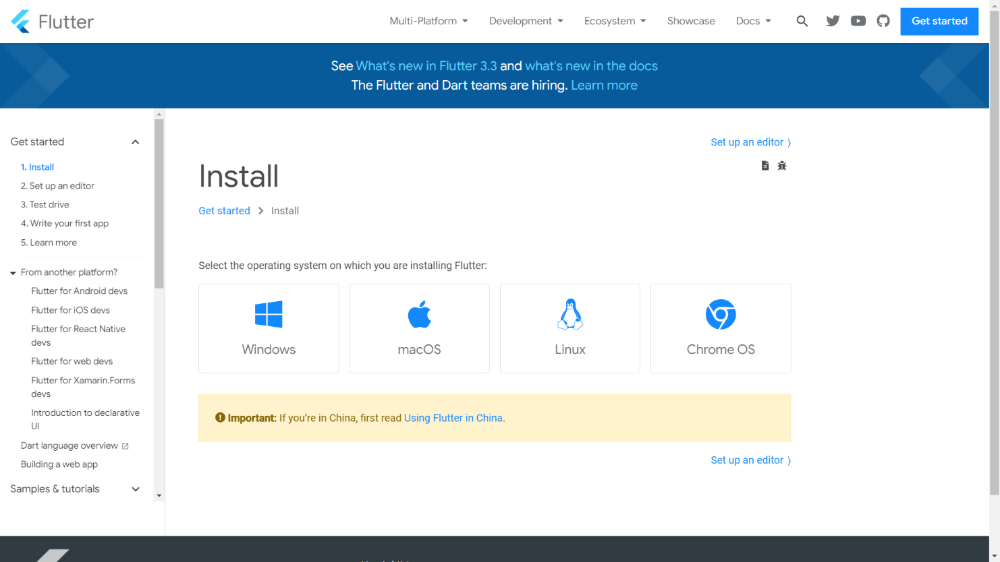 Flutter
Multi-Platform
Development
Ecosystem
Showcase
Docs
Get started
See What's new in Flutter 3.3 and what's new in the docs
The Flutter and Dart teams are hiring. Learn more
Get started
1. Install
2. Set up an editor
3. Test drive
4. Write your first app
5. Learn more
From another platform?
Flutter for Android devs
Flutter for iOS devs
Flutter for React Native
devs
Flutter for web devs
Flutter for Xamarin.Forms
devs
Introduction to declarative
UI
Dart language overview
Building a web app
Samples & tutorials
Set up an editor ⟩
Install
Get started
Install
Select the operating system on which you are installing Flutter:
Windows
macOS
Linux
Chrome OS
Important: If you’re in China, first read Using Flutter in China.
Set up an editor ⟩